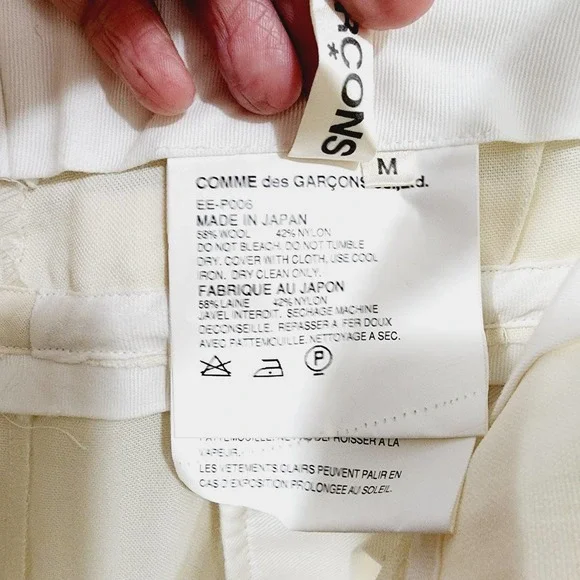 RCONS
*
M
COMME des GARÇONS Co.,Ltd.
EE-P006
MADE IN JAPAN
58% WOOL 42% NYLON
DO NOT BLEACH. DO NOT TUMBLE
DRY. COVER WITH CLOTH, USE COOL
IRON. DRY CLEAN ONLY.
FABRIQUE AU JAPON
58% LAINE 42% NYLON
JAVEL INTERDIT. SECHAGE MACHINE
DECONSEILLE. REPASSER A FER DOUX
AVEC PATTEMOUILLE. NETTOYAGE A SEC.
P
VAPEUR.
LES VETEMENTS CLAIRS PEUVENT PALIR EN
CAS D'EXPOSITION PROLONGEE AU SOLEIL.